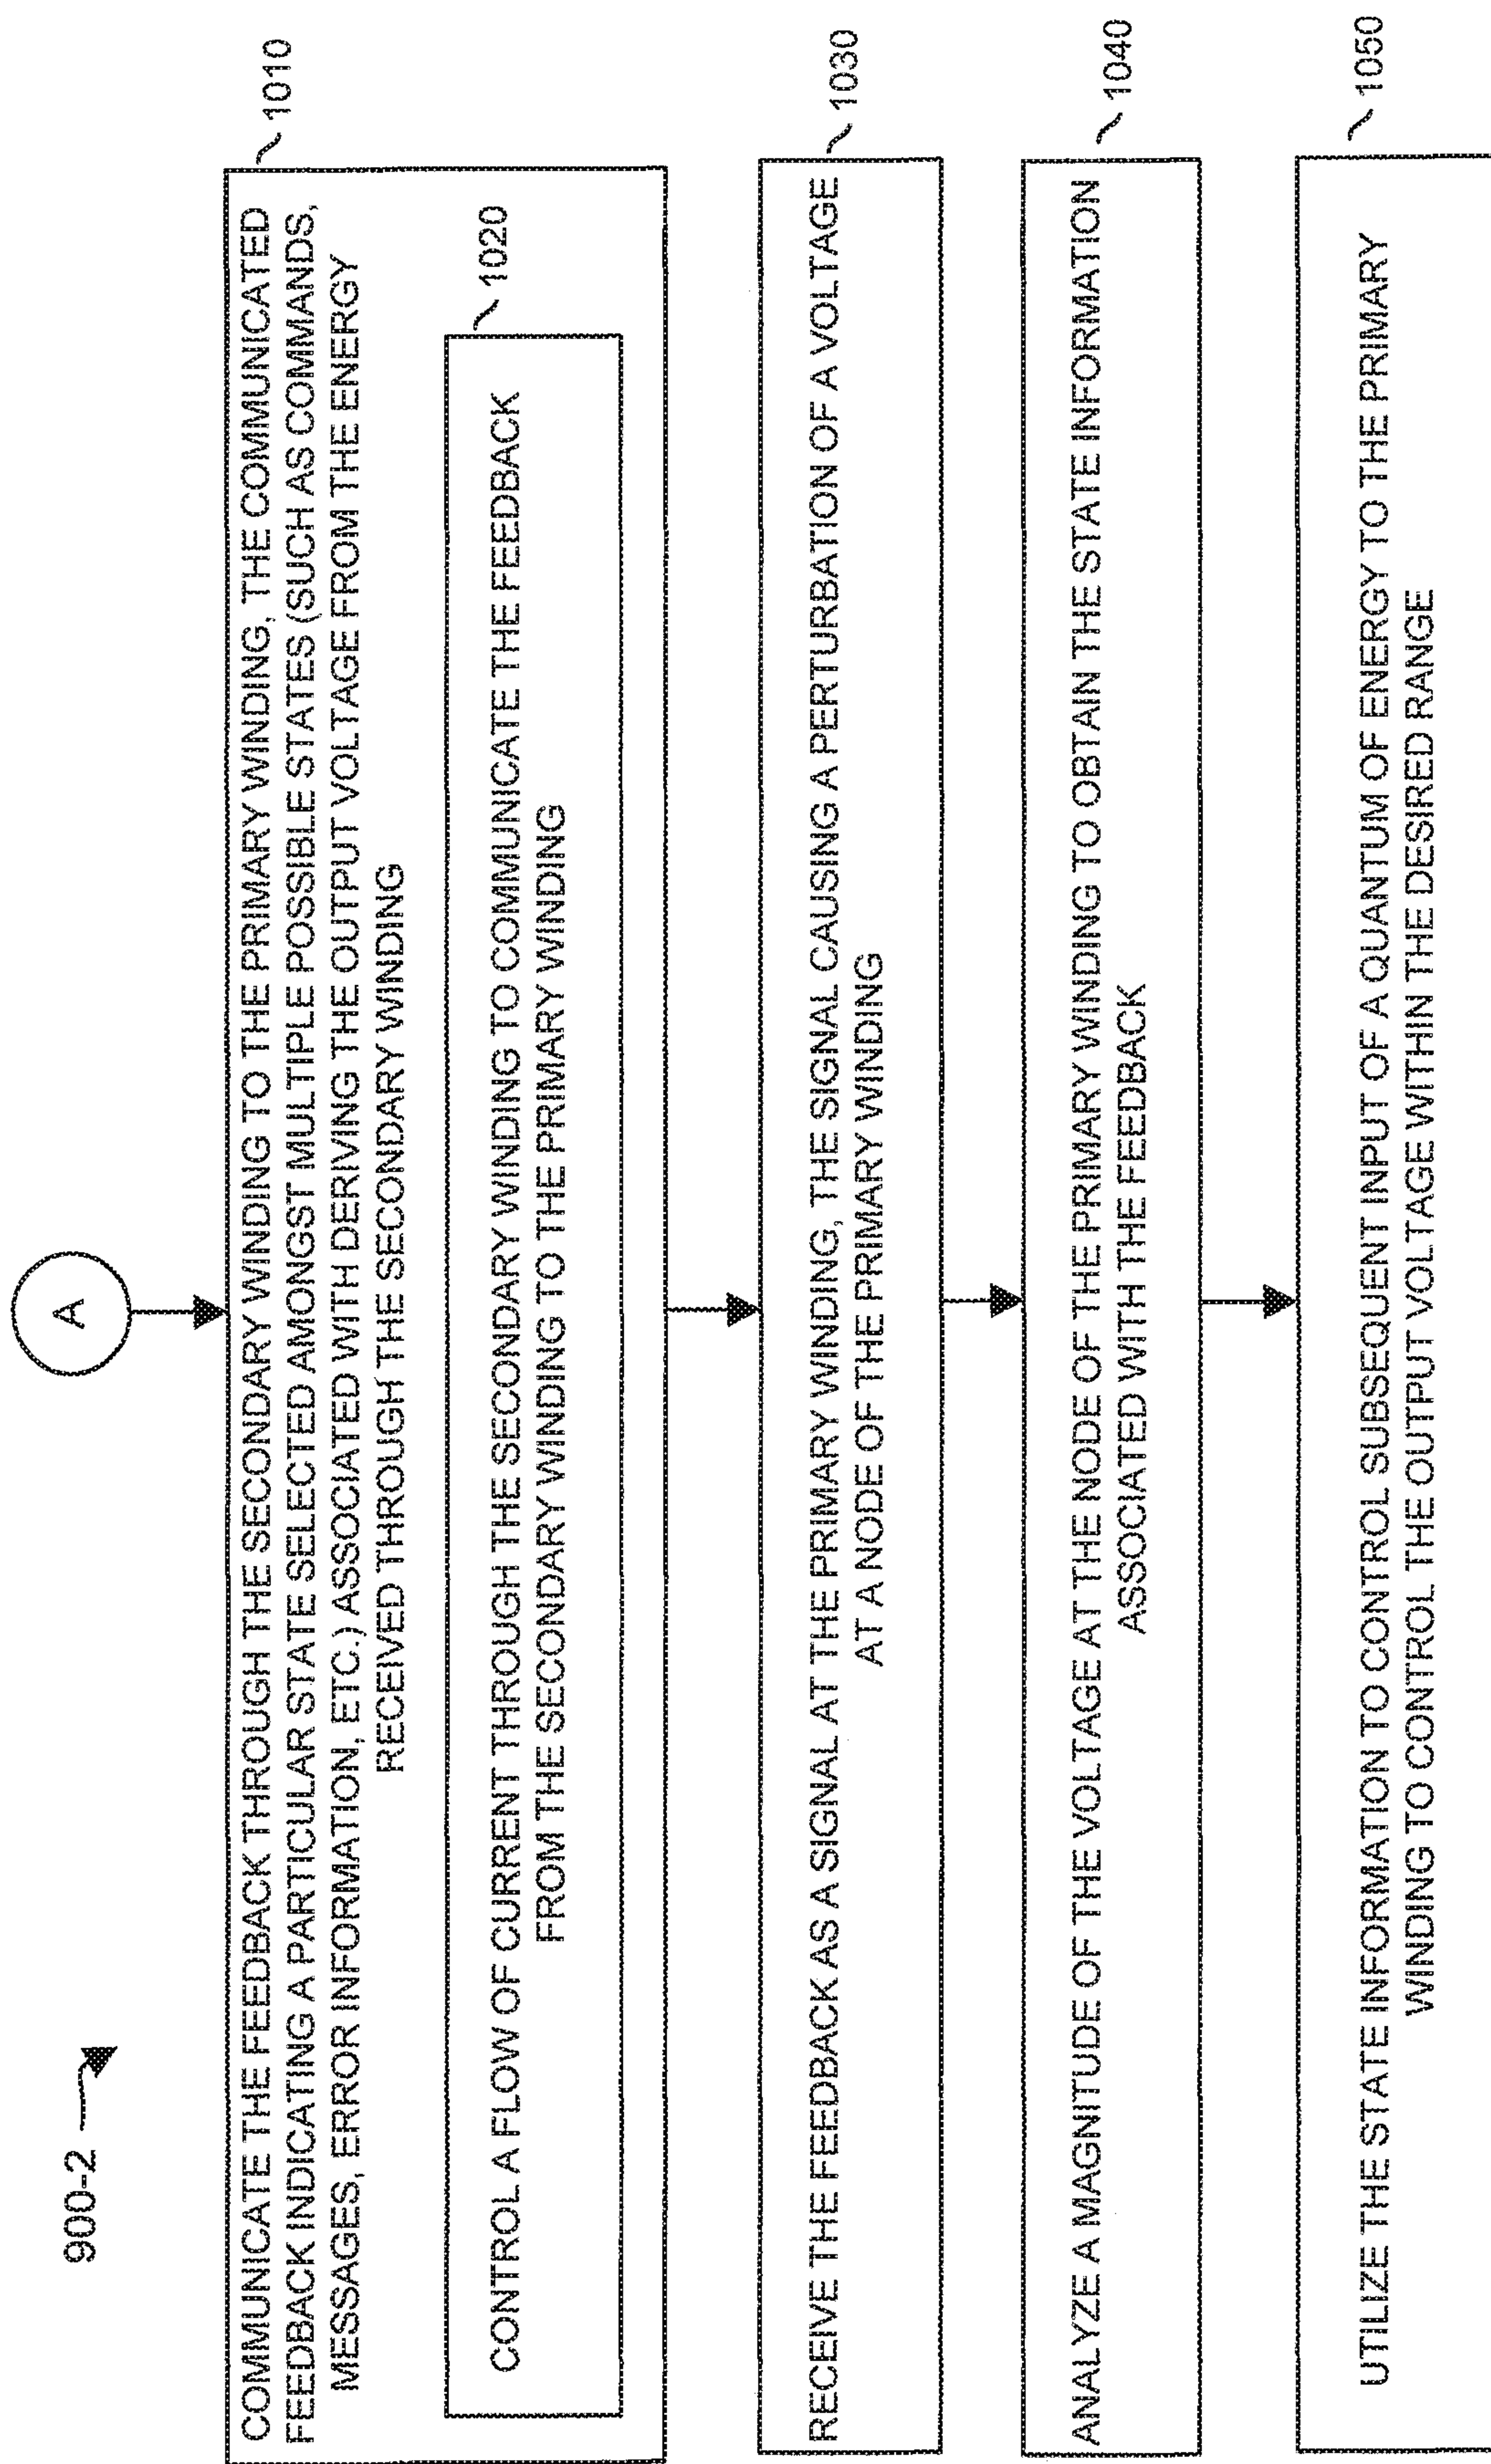 900-2
A
1010
COMMUNICATE THE FEEDBACK THROUGH THE SECONDARY WINDING TO THE PRIMARY WINDING, THE COMMUNICATED
FEEDBACK INDICATING A PARTICULAR STATE SELECTED AMONGST MULTIPLE POSSIBLE STATES (SUCH AS COMMANDS,
MESSAGES, ERROR INFORMATION, ETC.) ASSOCIATED WITH DERIVING THE OUTPUT VOLTAGE FROM THE ENERGY
RECEIVED THROUGH THE SECONDARY WINDING
1020
CONTROL A FLOW OF CURRENT THROUGH THE SECONDARY WINDING TO COMMUNICATE THE FEEDBACK
FROM THE SECONDARY WINDING TO THE PRIMARY WINDING
1030
RECEIVE THE FEEDBACK AS A SIGNAL AT THE PRIMARY WINDING, THE SIGNAL CAUSING A PERTURBATION OF A VOLTAGE
AT A NODE OF THE PRIMARY WINDING
1040
ANALYZE A MAGNITUDE OF THE VOLTAGE AT THE NODE OF THE PRIMARY WINDING TO OBTAIN THE STATE INFORMATION
ASSOCIATED WITH THE FEEDBACK
1050
UTILIZE THE STATE INFORMATION TO CONTROL SUBSEQUENT INPUT OF A QUANTUM OF ENERGY TO THE PRIMARY
WINDING TO CONTROL THE OUTPUT VOLTAGE WITHIN THE DESIRED RANGE